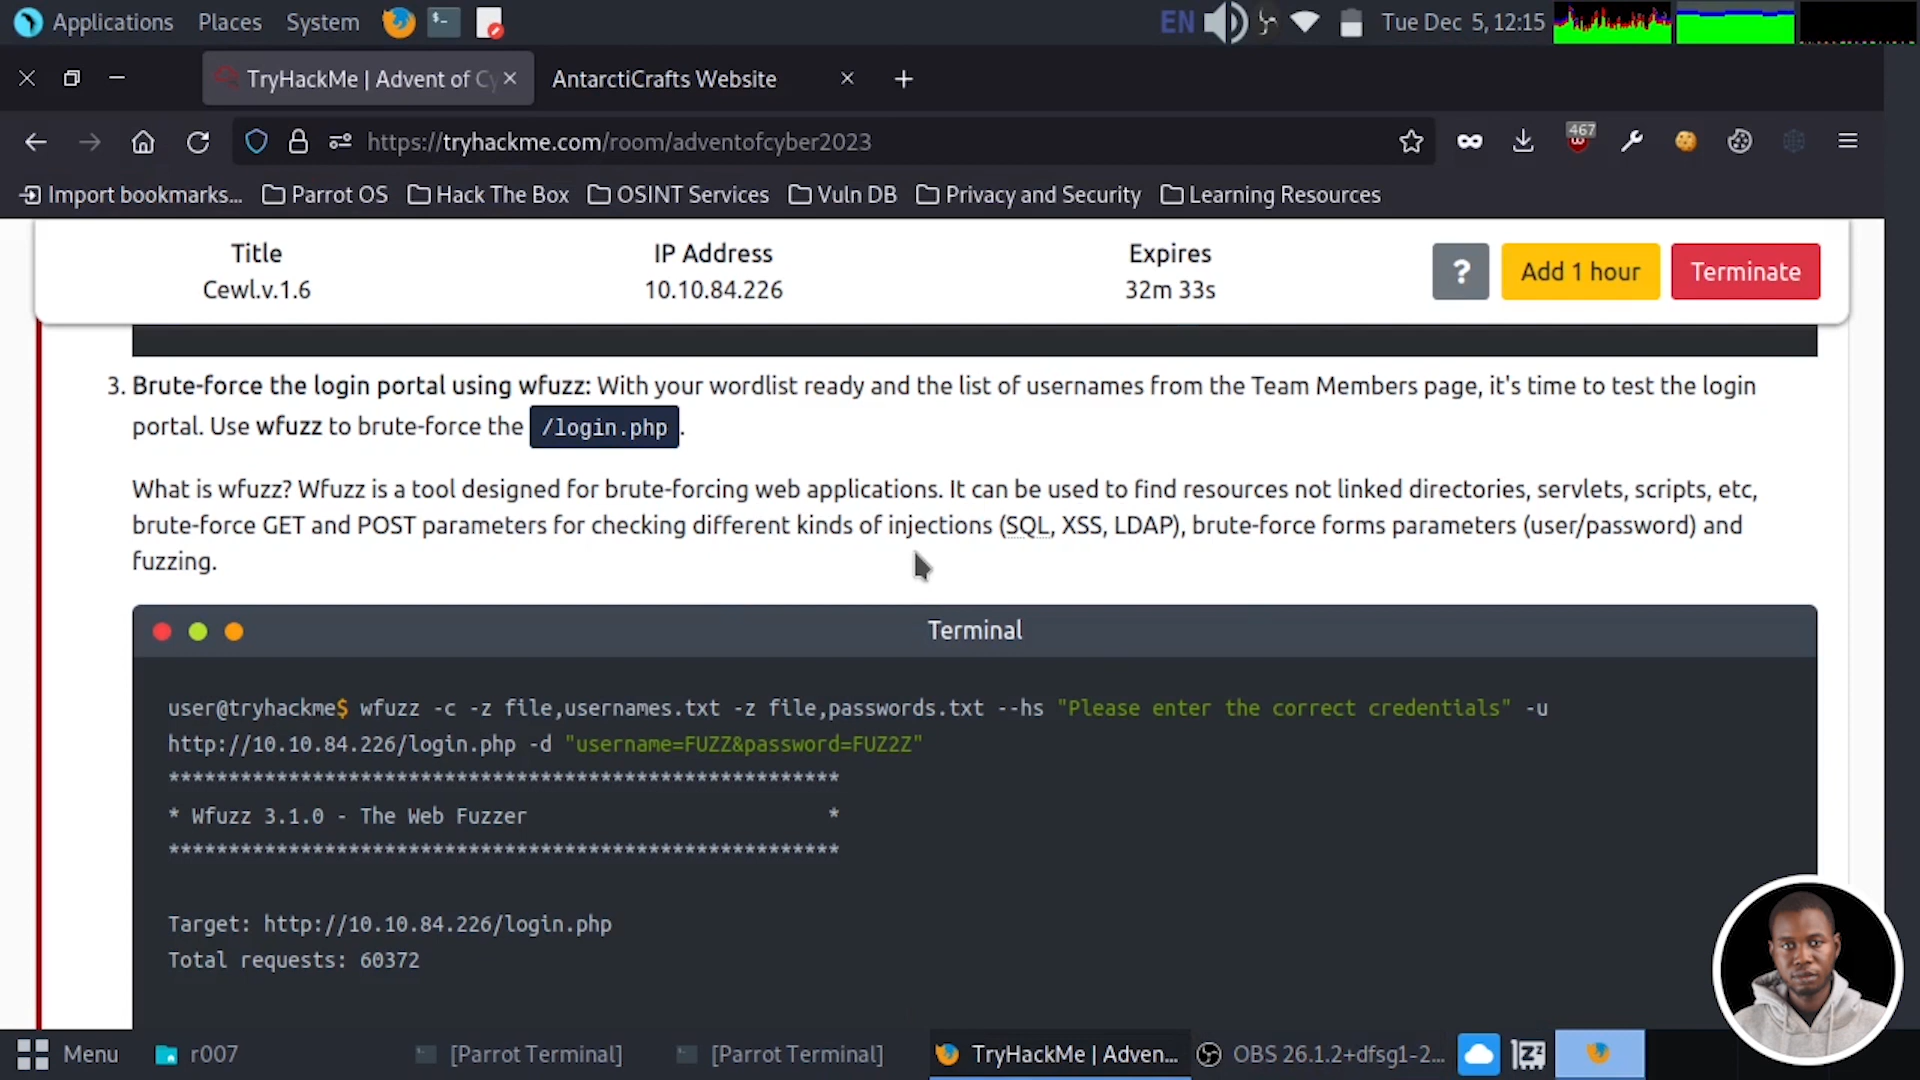 Applications Places System EN Tue Dec 5, 12:15
TryHackMe | Advent of Cy AntarctiCrafts Website
https://tryhackme.com/room/adventofcyber2023 467
Import bookmarks... Parrot OS Hack The Box OSINT Services Vuln DB Privacy and Security Learning Resources
Title IP Address Expires
Cewl.v.1.6 10.10.84.226 32m 33s
? Add 1 hour Terminate
3. Brute-force the login portal using wfuzz: With your wordlist ready and the list of usernames from the Team Members page, it's time to test the login
portal. Use wfuzz to brute-force the /login.php.
What is wfuzz? Wfuzz is a tool designed for brute-forcing web applications. It can be used to find resources not linked directories, servlets, scripts, etc,
brute-force GET and POST parameters for checking different kinds of injections (SQL, XSS, LDAP), brute-force forms parameters (user/password) and
fuzzing.
Terminal
user@tryhackme$ wfuzz -c -z file,usernames.txt -z file,passwords.txt --hs "Please enter the correct credentials" -u
http://10.10.84.226/login.php -d "username=FUZZ&password=FUZ2Z"
********************************************************
* Wfuzz 3.1.0 - The Web Fuzzer *
********************************************************
Target: http://10.10.84.226/login.php
Total requests: 60372
Menu r007 [Parrot Terminal] [Parrot Terminal] TryHackMe | Adven... OBS 26.1.2+dfsg1-2...